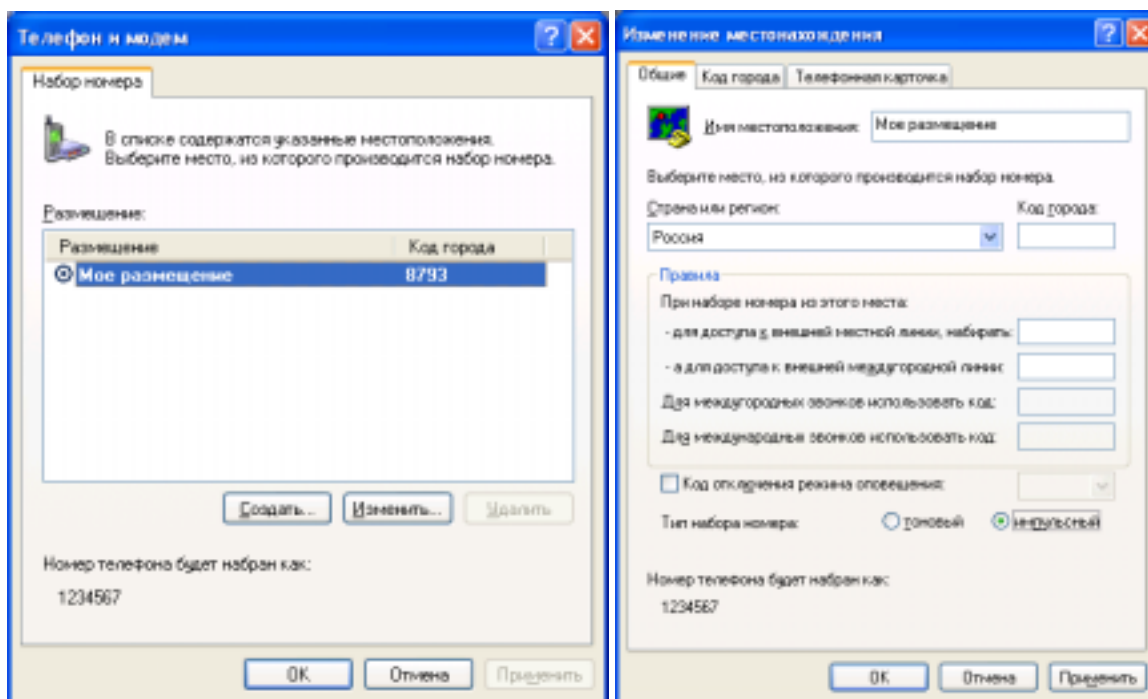 Телефон и модем
Набор номера
В списке содержатся указанные местоположения.
Выберите место, из которого производится набор номера.
Размещение:
Размещение Код города
Мое размещение 8793
Создать... Изменить... Удалить
Номер телефона будет набран как:
1234567
OK Отмена Применить
Изменение местонахождения
Общие Код города Телефонная карточка
Имя местоположения: Мое размещение
Выберите место, из которого производится набор номера.
Страна или регион: Код города:
Россия
Правила
При наборе номера из этого места:
- для доступа к внешней местной линии, набирать:
- а для доступа к внешней междугородной линии:
Для междугородных звонков использовать код:
Для международных звонков использовать код:
Код отключения режима оповещения:
Тип набора номера: тоновый импульсный
Номер телефона будет набран как:
1234567
OK Отмена Применить